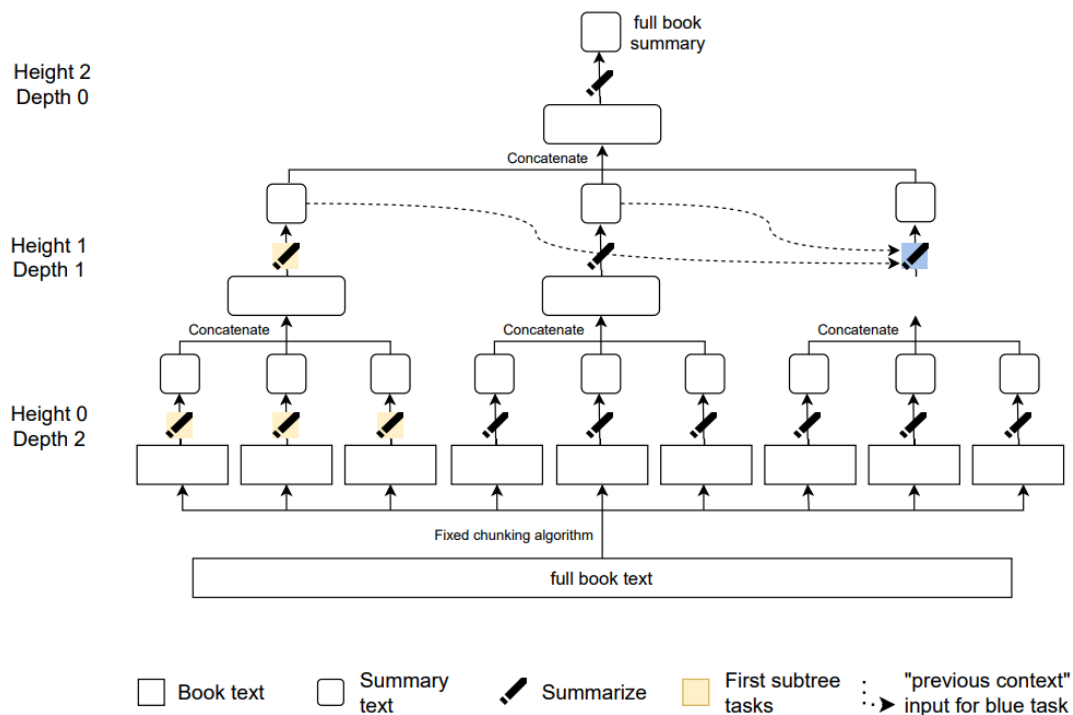 full book
summary
Height 2
Depth 0
Concatenate
Height 1
Depth 1
Concatenate
Concatenate
Concatenate
Height 0
Depth 2
Fixed chunking algorithm
full book text
Book text
Summary
text
Summarize
First subtree
tasks
"previous context"
input for blue task